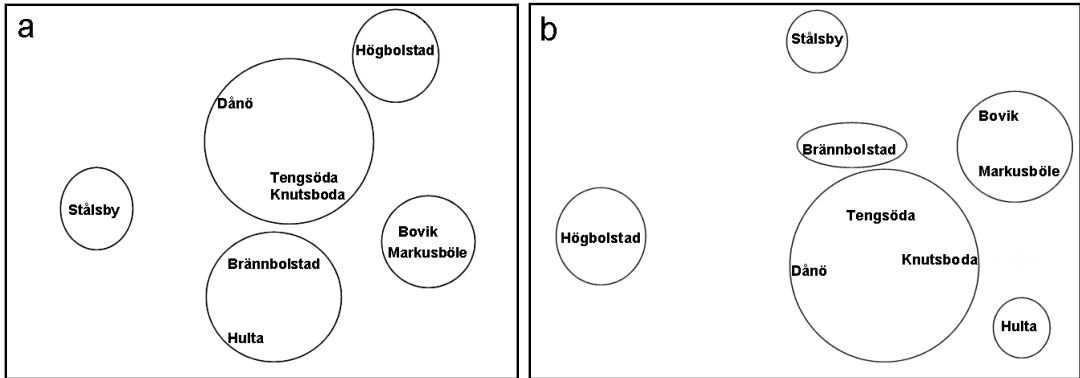 a
Högbolstad
Dånö
Tengsöda
Knutsboda
Stålsby
Bovik
Markusböle
Brännbolstad
Hulta
b
Stålsby
Bovik
Brännbolstad
Markusböle
Tengsöda
Högbolstad
Knutsboda
Dånö
Hulta